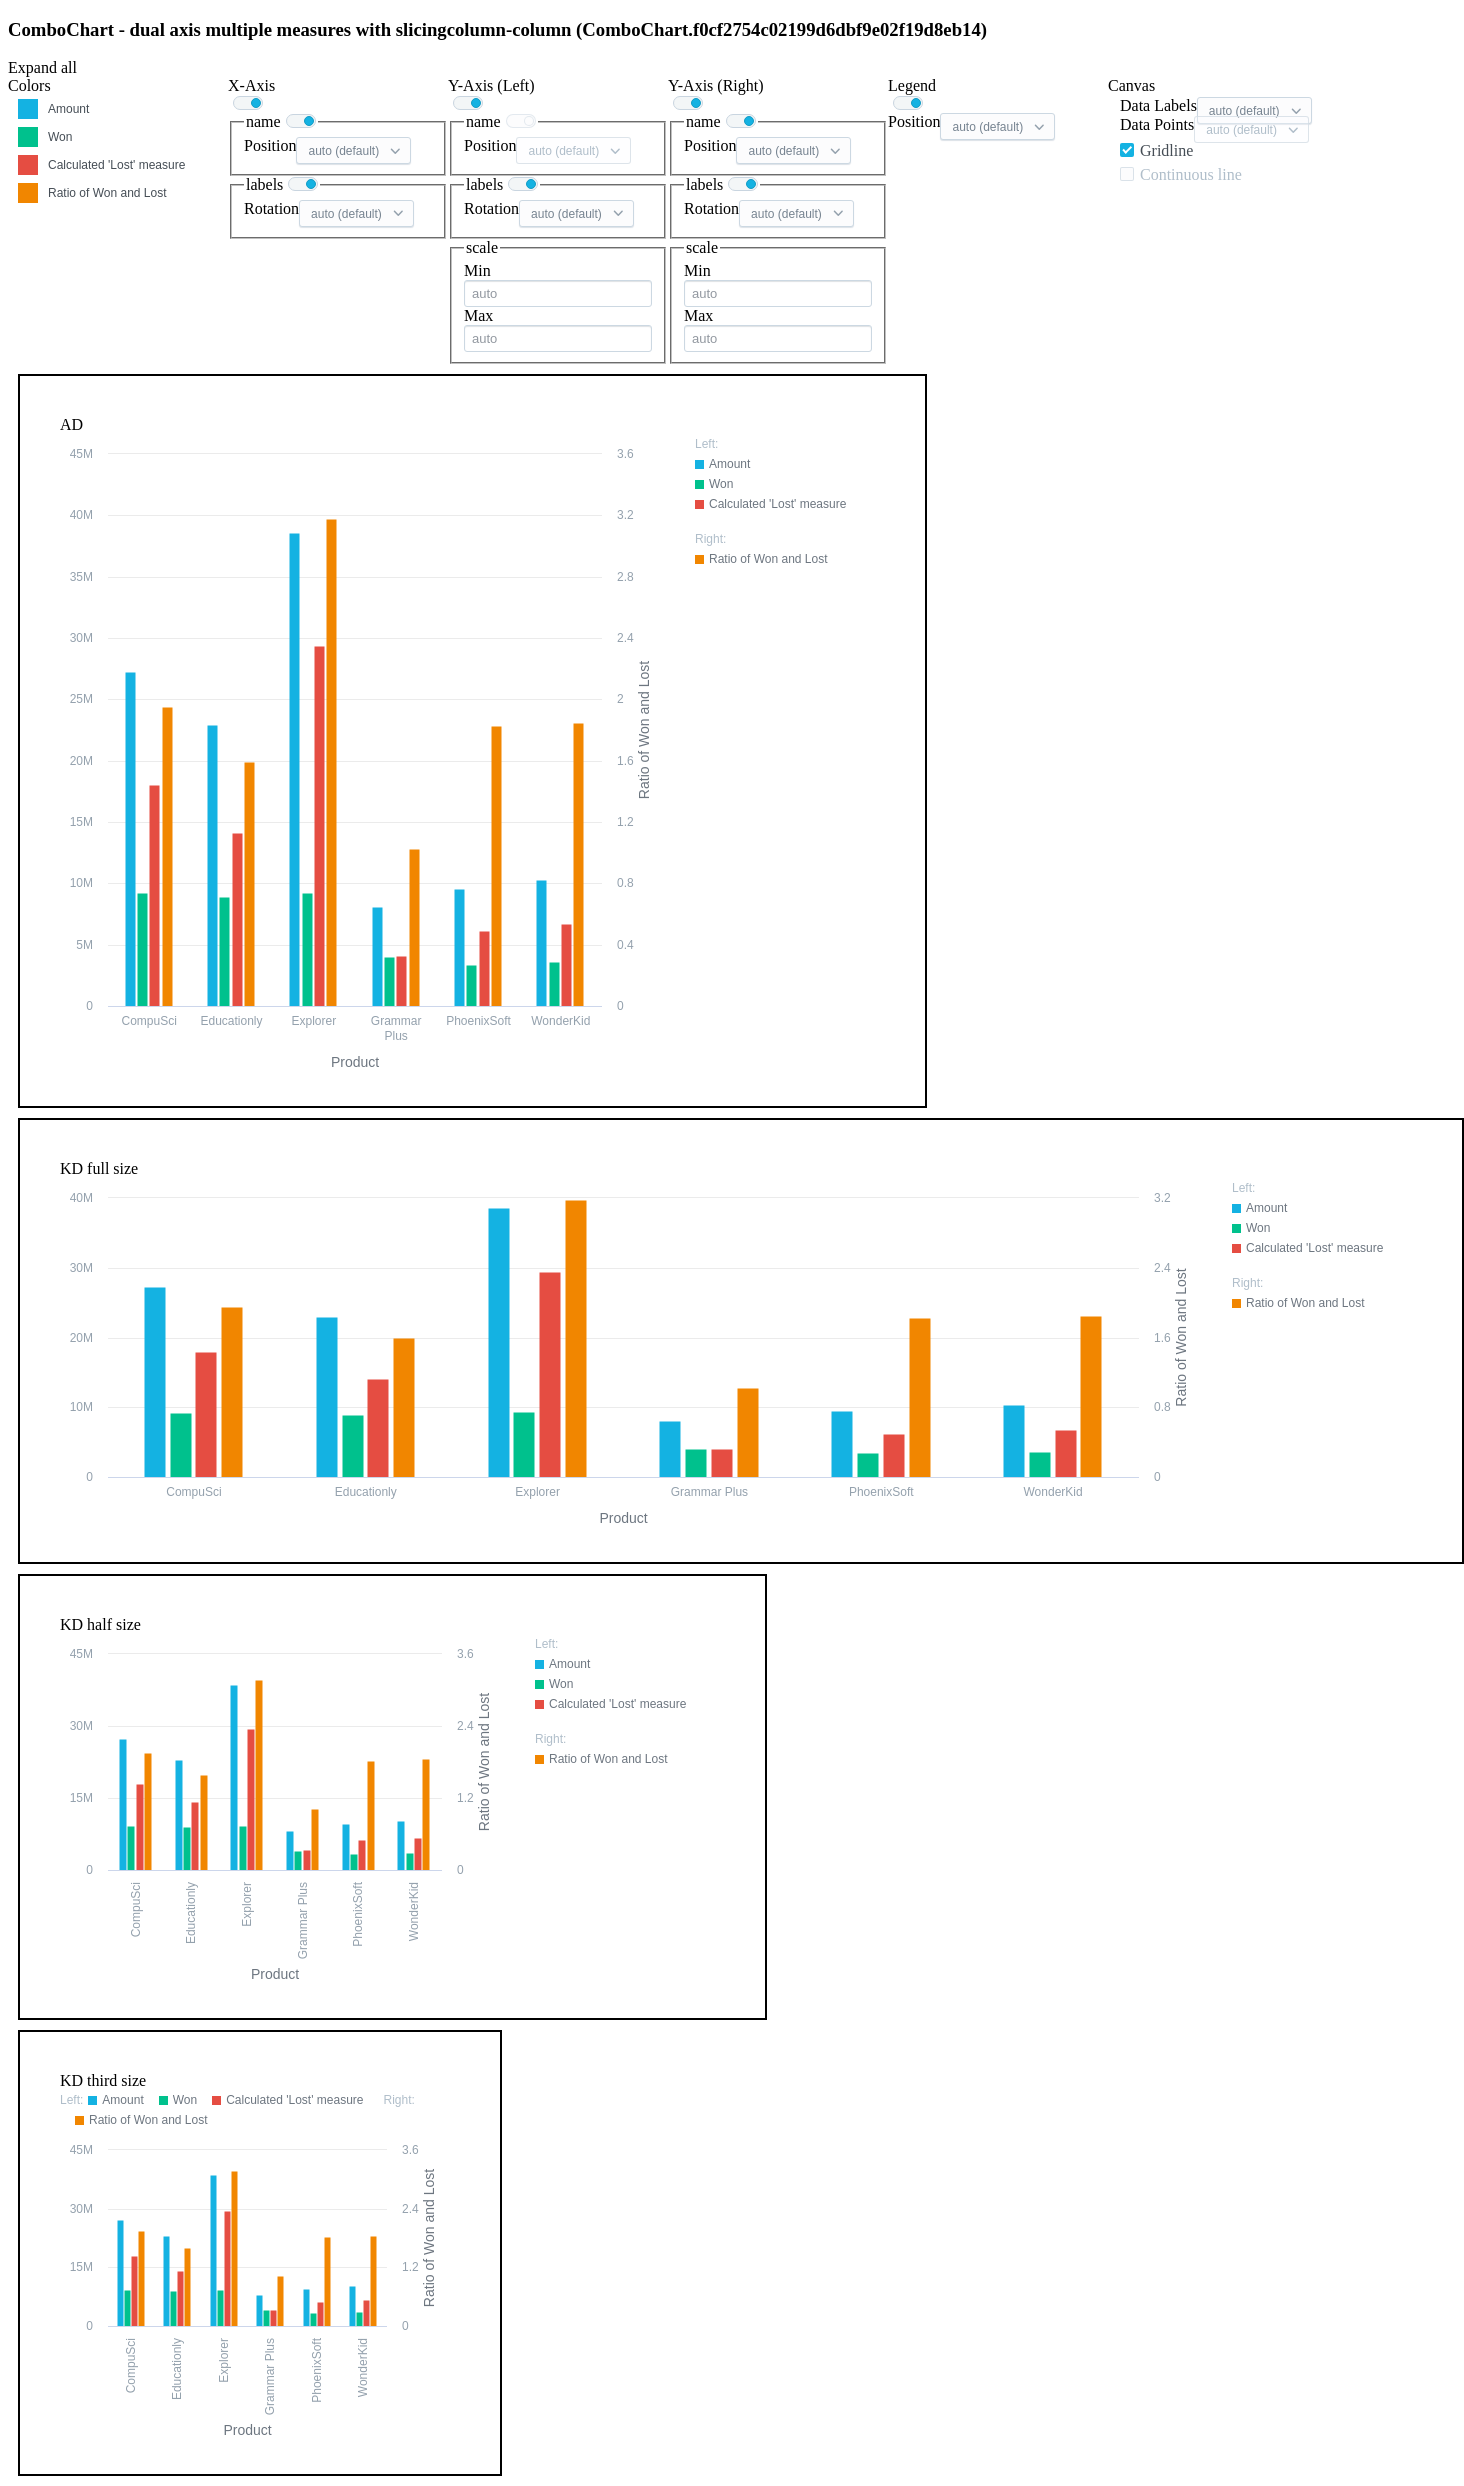 ComboChart - dual axis multiple measures with slicingcolumn-column (ComboChart.f0cf2754c02199d6dbf9e02f19d8eb14)
Expand all
Colors
Amount
Won
Calculated 'Lost' measure
Ratio of Won and Lost
X-Axis
name
Position auto (default)
labels
Rotation auto (default)
Y-Axis (Left)
name
Position auto (default)
labels
Rotation auto (default)
scale
Min
auto
Max
auto
Y-Axis (Right)
name
Position auto (default)
labels
Rotation auto (default)
scale
Min
auto
Max
auto
Legend
Position auto (default)
Canvas
Data Labels auto (default)
Data Points auto (default)
Gridline
Continuous line
AD
45M
40M
35M
30M
25M
20M
15M
10M
5M
0
3.6
3.2
2.8
2.4
2
1.6
1.2
0.8
0.4
0
Ratio of Won and Lost
CompuSci Educationly Explorer Grammar PhoenixSoft WonderKid
Plus
Product
Left:
Amount
Won
Calculated 'Lost' measure
Right:
Ratio of Won and Lost
KD full size
40M
30M
20M
10M
0
3.2
2.4
1.6
0.8
0
Ratio of Won and Lost
CompuSci Educationly Explorer Grammar Plus PhoenixSoft WonderKid
Product
Left:
Amount
Won
Calculated 'Lost' measure
Right:
Ratio of Won and Lost
KD half size
45M
30M
15M
0
3.6
2.4
1.2
0
Ratio of Won and Lost
CompuSci
Educationly
Explorer
Grammar Plus
PhoenixSoft
WonderKid
Product
Left:
Amount
Won
Calculated 'Lost' measure
Right:
Ratio of Won and Lost
KD third size
Left: Amount Won Calculated 'Lost' measure Right:
Ratio of Won and Lost
45M
30M
15M
0
3.6
2.4
1.2
0
Ratio of Won and Lost
CompuSci
Educationly
Explorer
Grammar Plus
PhoenixSoft
WonderKid
Product